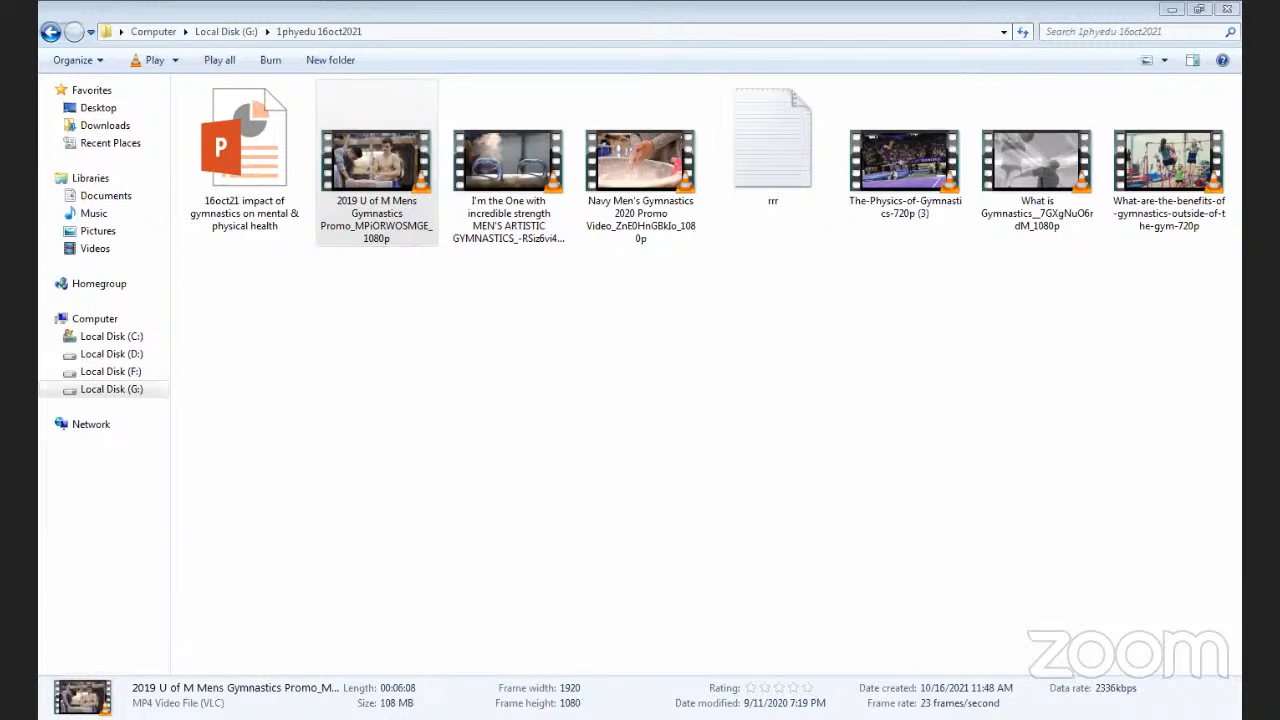 Computer
Local Disk (G:)
1phyedu 16oct2021
Search 1phyedu 16oct2021
Organize
Play
Play all
Burn
New folder
Favorites
Desktop
Downloads
Recent Places
Libraries
Documents
Music
Pictures
Videos
Homegroup
Computer
Local Disk (C:)
Local Disk (D:)
Local Disk (F:)
Local Disk (G:)
Network
P
16oct21 impact of
gymnastics on mental &
physical health
2019 U of M Mens
Gymnastics
Promo_MPiORWOSMGE_
1080p
I'm the One with
incredible strength
MEN'S ARTISTIC
GYMNASTICS_-RSiz6vi4...
Navy Men's Gymnastics
2020 Promo
Video_ZnE0HnGBkIo_108
0p
rrr
The-Physics-of-Gymnasti
cs-720p (3)
What is
Gymnastics__7GXgNuO6r
dM_1080p
What-are-the-benefits-of
-gymnastics-outside-of-t
he-gym-720p
zoom
2019 U of M Mens Gymnastics Promo_M...
MP4 Video File (VLC)
Length: 00:06:08
Size: 108 MB
Frame width: 1920
Frame height: 1080
Rating:
Date modified: 9/11/2020 7:19 PM
Date created: 10/16/2021 11:48 AM
Frame rate: 23 frames/second
Data rate: 2336kbps